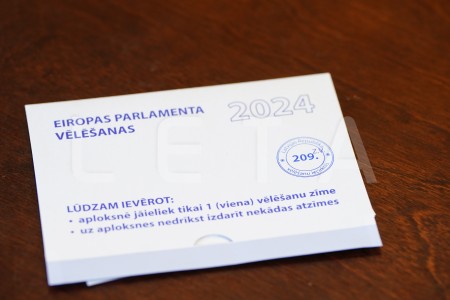 EIROPAS PARLAMENTA
VĒLĒŠANAS
2024
209.
LŪDZAM IEVĒROT:
• aploksnē jāieliek tikai 1 (viena) vēlēšanu zīme
• uz aploksnes nedrīkst izdarīt nekādas atzīmes
LETA